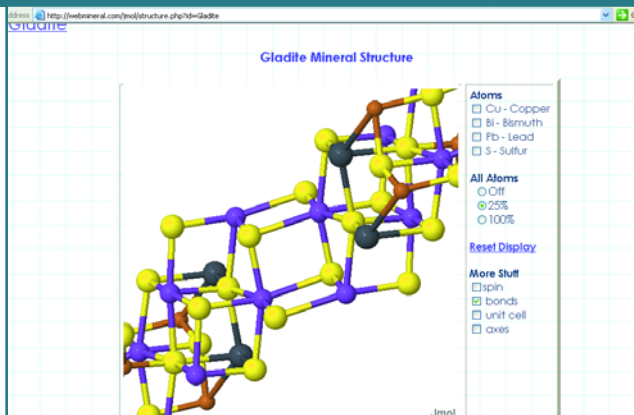 ddress http://webmineral.com/jmol/structure.php?id=Gladite
Gladite
Gladite Mineral Structure
Atoms
Cu - Copper
Bi - Bismuth
Pb - Lead
S - Sulfur
All Atoms
Off
25%
100%
Reset Display
More Stuff
spin
bonds
unit cell
axes
Jmol